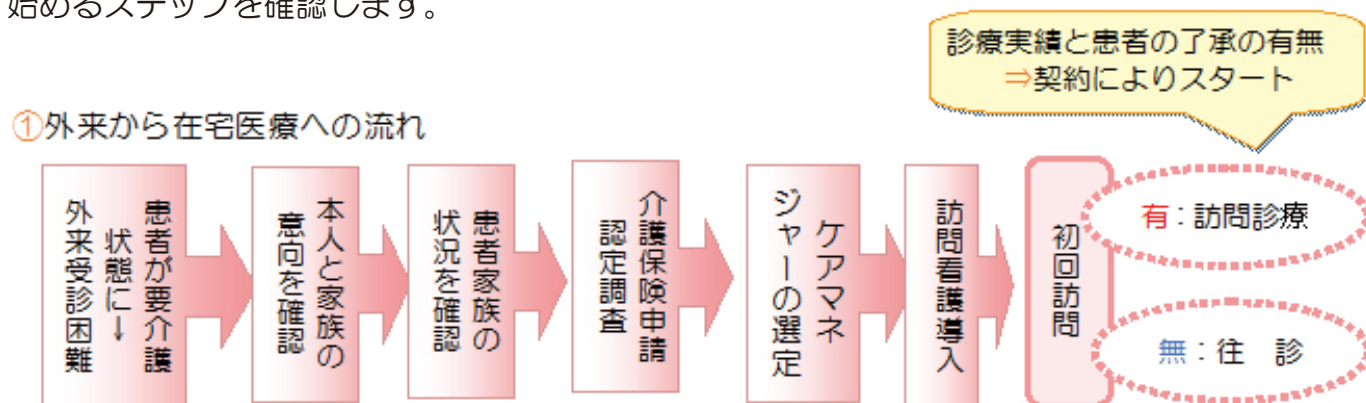 始めるステップを確認します。
診療実績と患者の了承の有無
⇒契約によりスタート
①外来から在宅医療への流れ
患者が要介護
状態に↓
外来受診困難
本人と家族の
意向を確認
患者家族の
状況を確認
介護保険申請
認定調査
ケアマネ
ジャーの選定
訪問看護導入
初回訪問
有：訪問診療
無：往　診